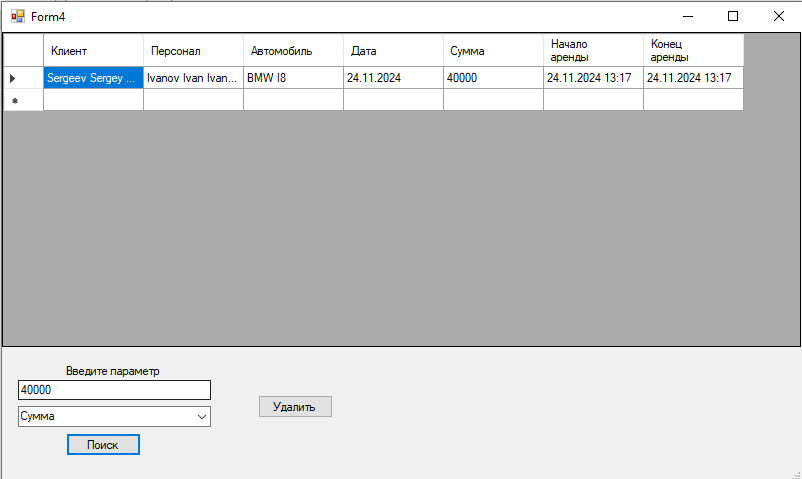 Form4
Клиент Персонал Автомобиль Дата Сумма Начало аренды Конец аренды
Sergeev Sergey ... Ivanov Ivan Ivan... BMW I8 24.11.2024 40000 24.11.2024 13:17 24.11.2024 13:17
Введите параметр
40000
Сумма
Удалить
Поиск